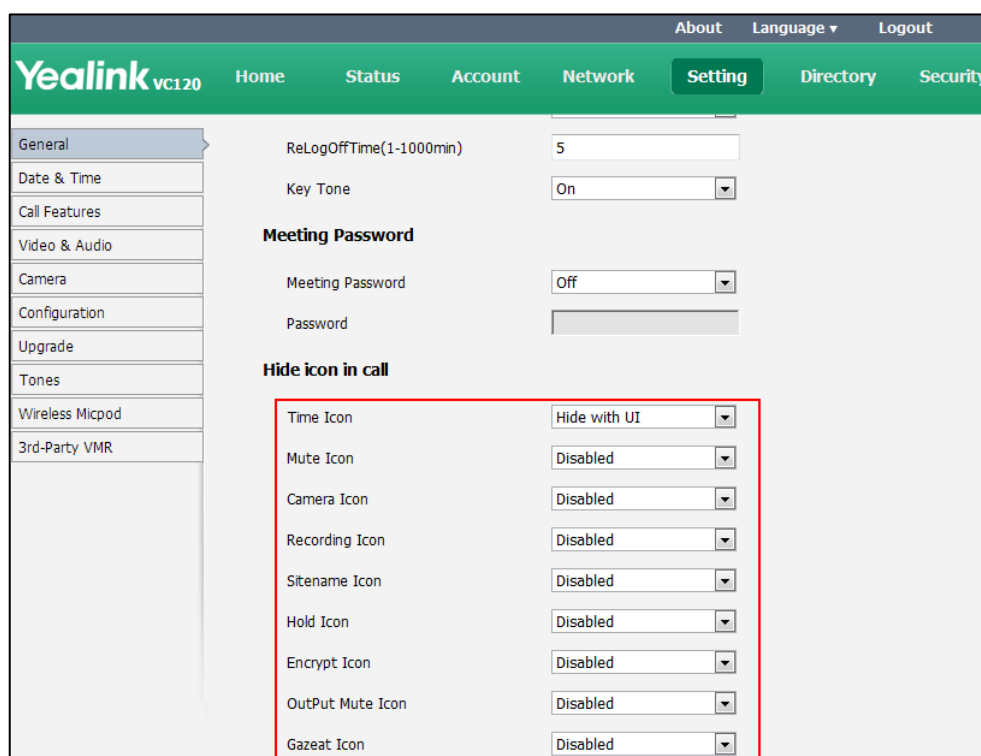 About Language ▾ Logout
Yealink VC120 Home Status Account Network Setting Directory Security
General
ReLogOffTime(1-1000min) 5
Date & Time
Key Tone On
Call Features
Video & Audio
Meeting Password
Camera
Meeting Password Off
Configuration
Password
Upgrade
Hide icon in call
Tones
Wireless Micpod
Time Icon Hide with UI
3rd-Party VMR
Mute Icon Disabled
Camera Icon Disabled
Recording Icon Disabled
Sitename Icon Disabled
Hold Icon Disabled
Encrypt Icon Disabled
OutPut Mute Icon Disabled
Gazeat Icon Disabled